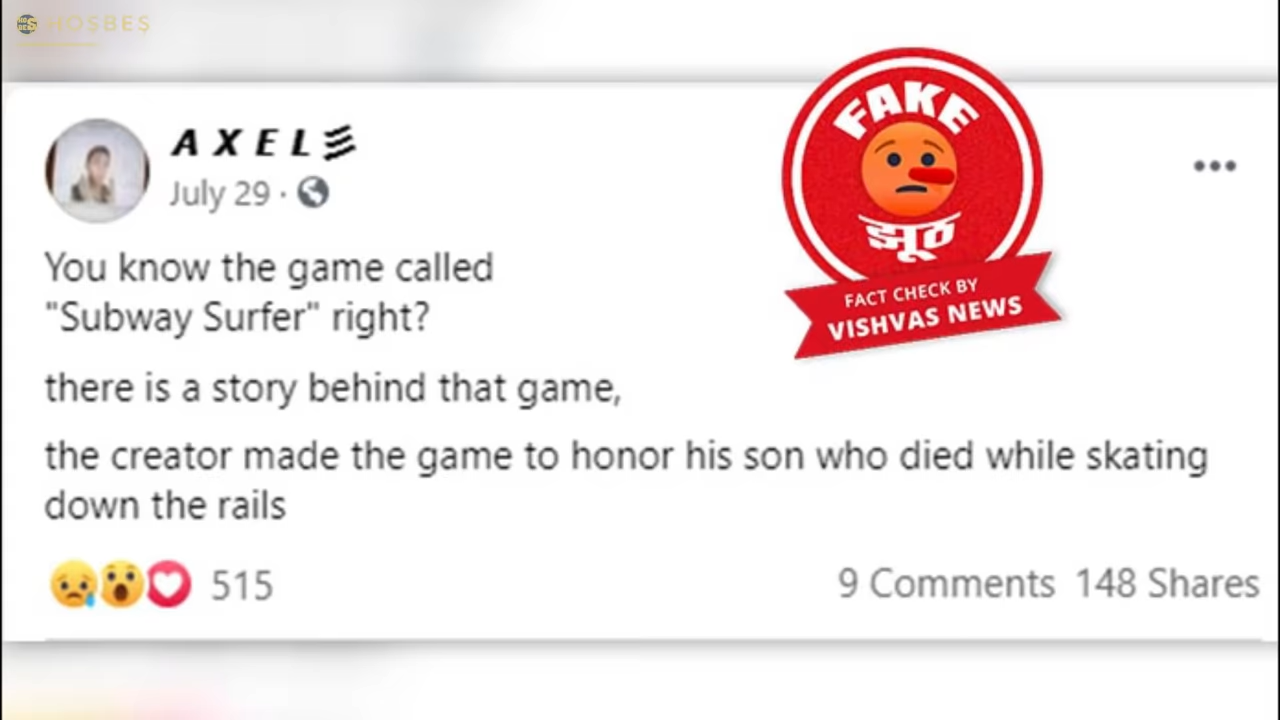 HOSBES
A X E L
July 29 ·
You know the game called
"Subway Surfer" right?
there is a story behind that game,
the creator made the game to honor his son who died while skating
down the rails
515
9 Comments 148 Shares
FAKE
झूठ
FACT CHECK BY
VISHVAS NEWS